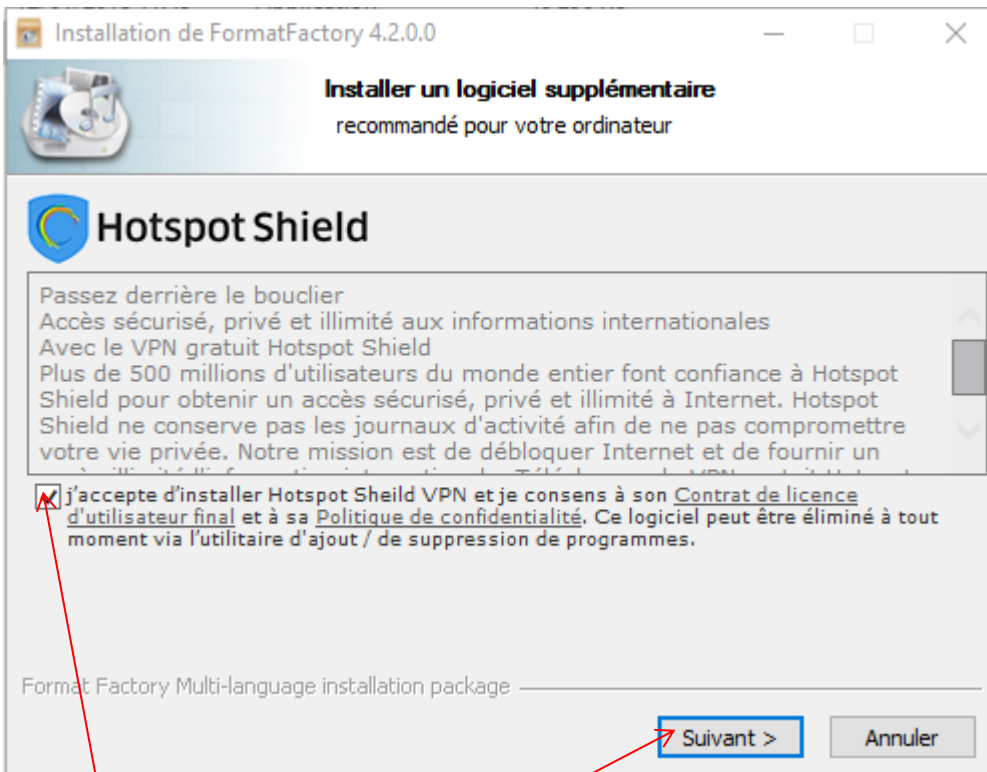 Installation de FormatFactory 4.2.0.0
Installer un logiciel supplémentaire
recommandé pour votre ordinateur
Hotspot Shield
Passez derrière le bouclier
Accès sécurisé, privé et illimité aux informations internationales
Avec le VPN gratuit Hotspot Shield
Plus de 500 millions d'utilisateurs du monde entier font confiance à Hotspot
Shield pour obtenir un accès sécurisé, privé et illimité à Internet. Hotspot
Shield ne conserve pas les journaux d'activité afin de ne pas compromettre
votre vie privée. Notre mission est de débloquer Internet et de fournir un
j'accepte d'installer Hotspot Sheild VPN et je consens à son Contrat de licence
d'utilisateur final et à sa Politique de confidentialité. Ce logiciel peut être éliminé à tout
moment via l'utilitaire d'ajout / de suppression de programmes.
Format Factory Multi-language installation package
Suivant >
Annuler